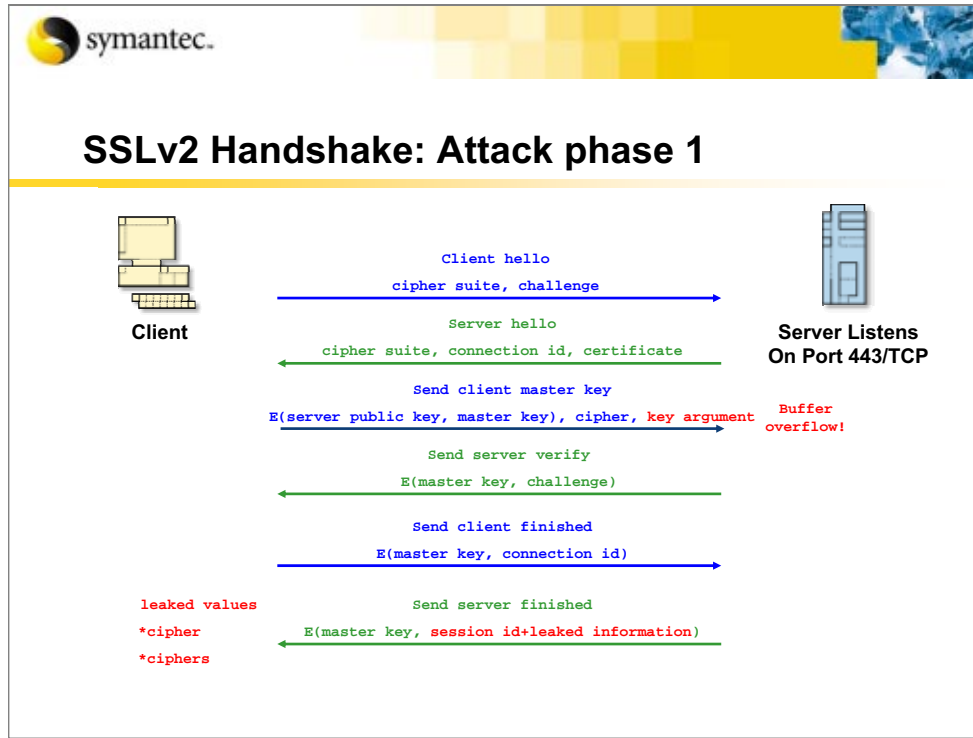 symantec.
SSLv2 Handshake: Attack phase 1
Client hello
cipher suite, challenge
Client
Server Listens
On Port 443/TCP
Server hello
cipher suite, connection id, certificate
Send client master key
E(server public key, master key), cipher, key argument
Buffer
overflow!
Send server verify
E(master key, challenge)
Send client finished
E(master key, connection id)
leaked values
*cipher
*ciphers
Send server finished
E(master key, session id+leaked information)